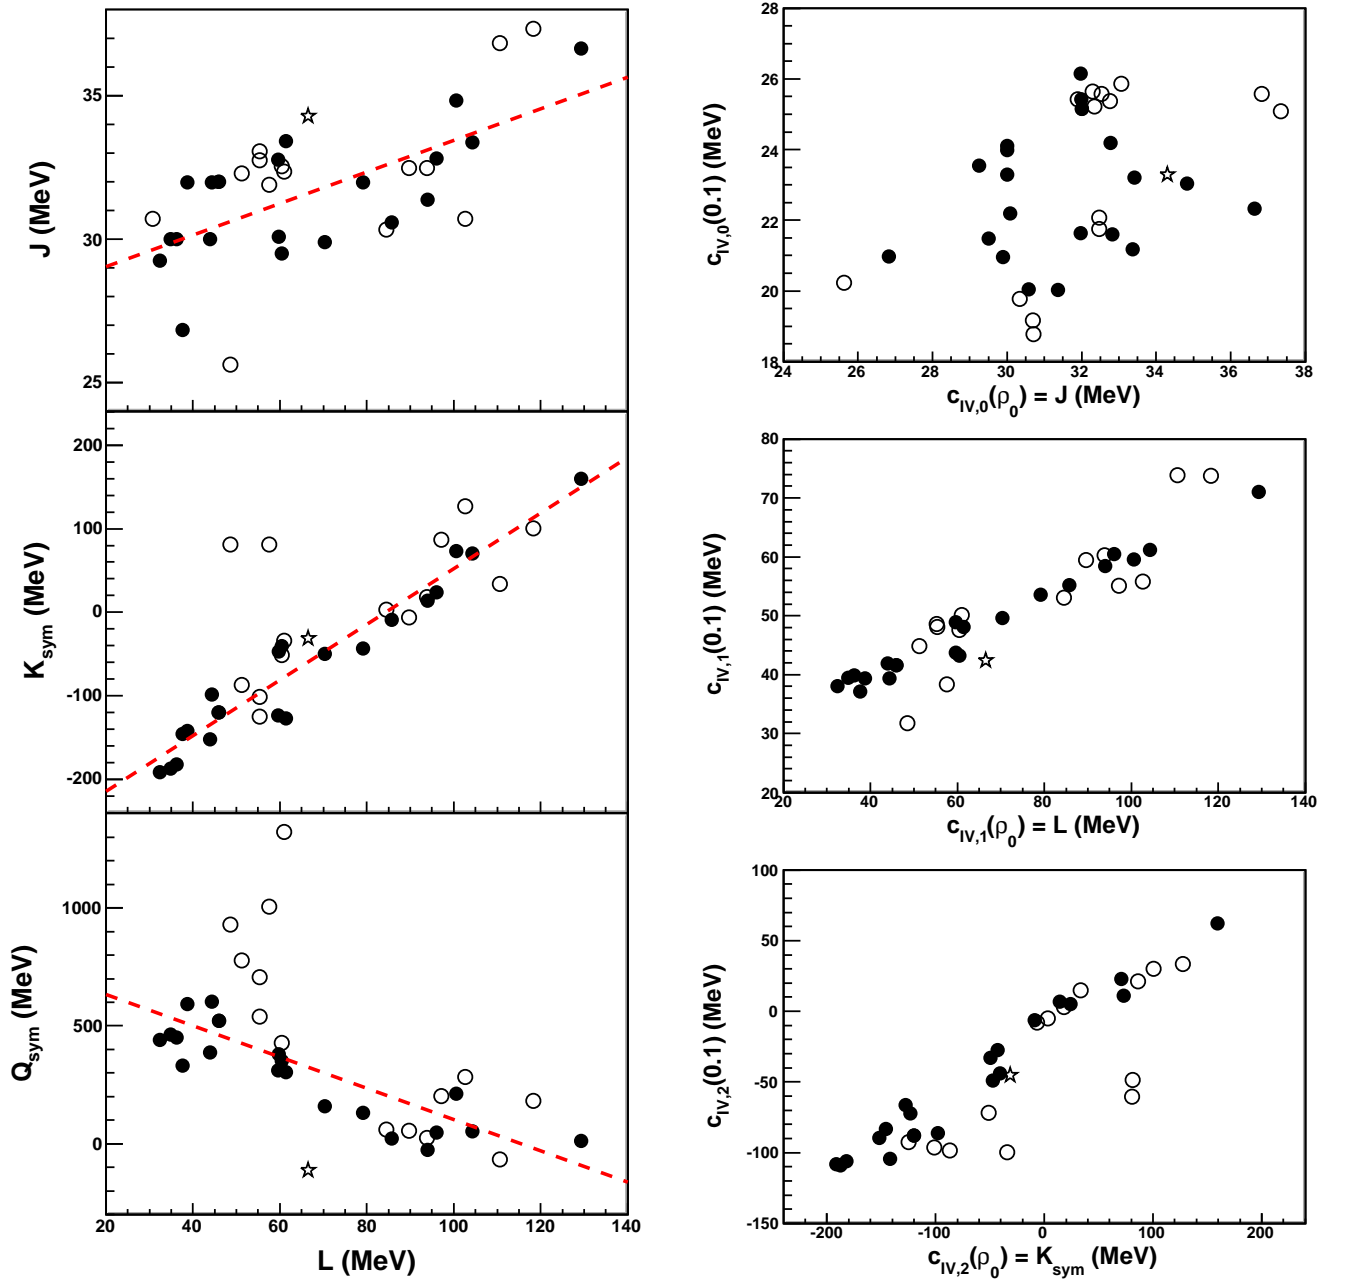 35
30
25
J (MeV)
200
100
0
-100
-200
K_sym (MeV)
1000
500
0
Q_sym (MeV)
20 40 60 80 100 120 140
L (MeV)
28
26
24
22
20
18
c_IV,0(0.1) (MeV)
24 26 28 30 32 34 36 38
c_IV,0(ρ_0) = J (MeV)
80
70
60
50
40
30
20
c_IV,1(0.1) (MeV)
20 40 60 80 100 120 140
c_IV,1(ρ_0) = L (MeV)
100
50
0
-50
-100
-150
c_IV,2(0.1) (MeV)
-200 -100 0 100 200
c_IV,2(ρ_0) = K_sym (MeV)